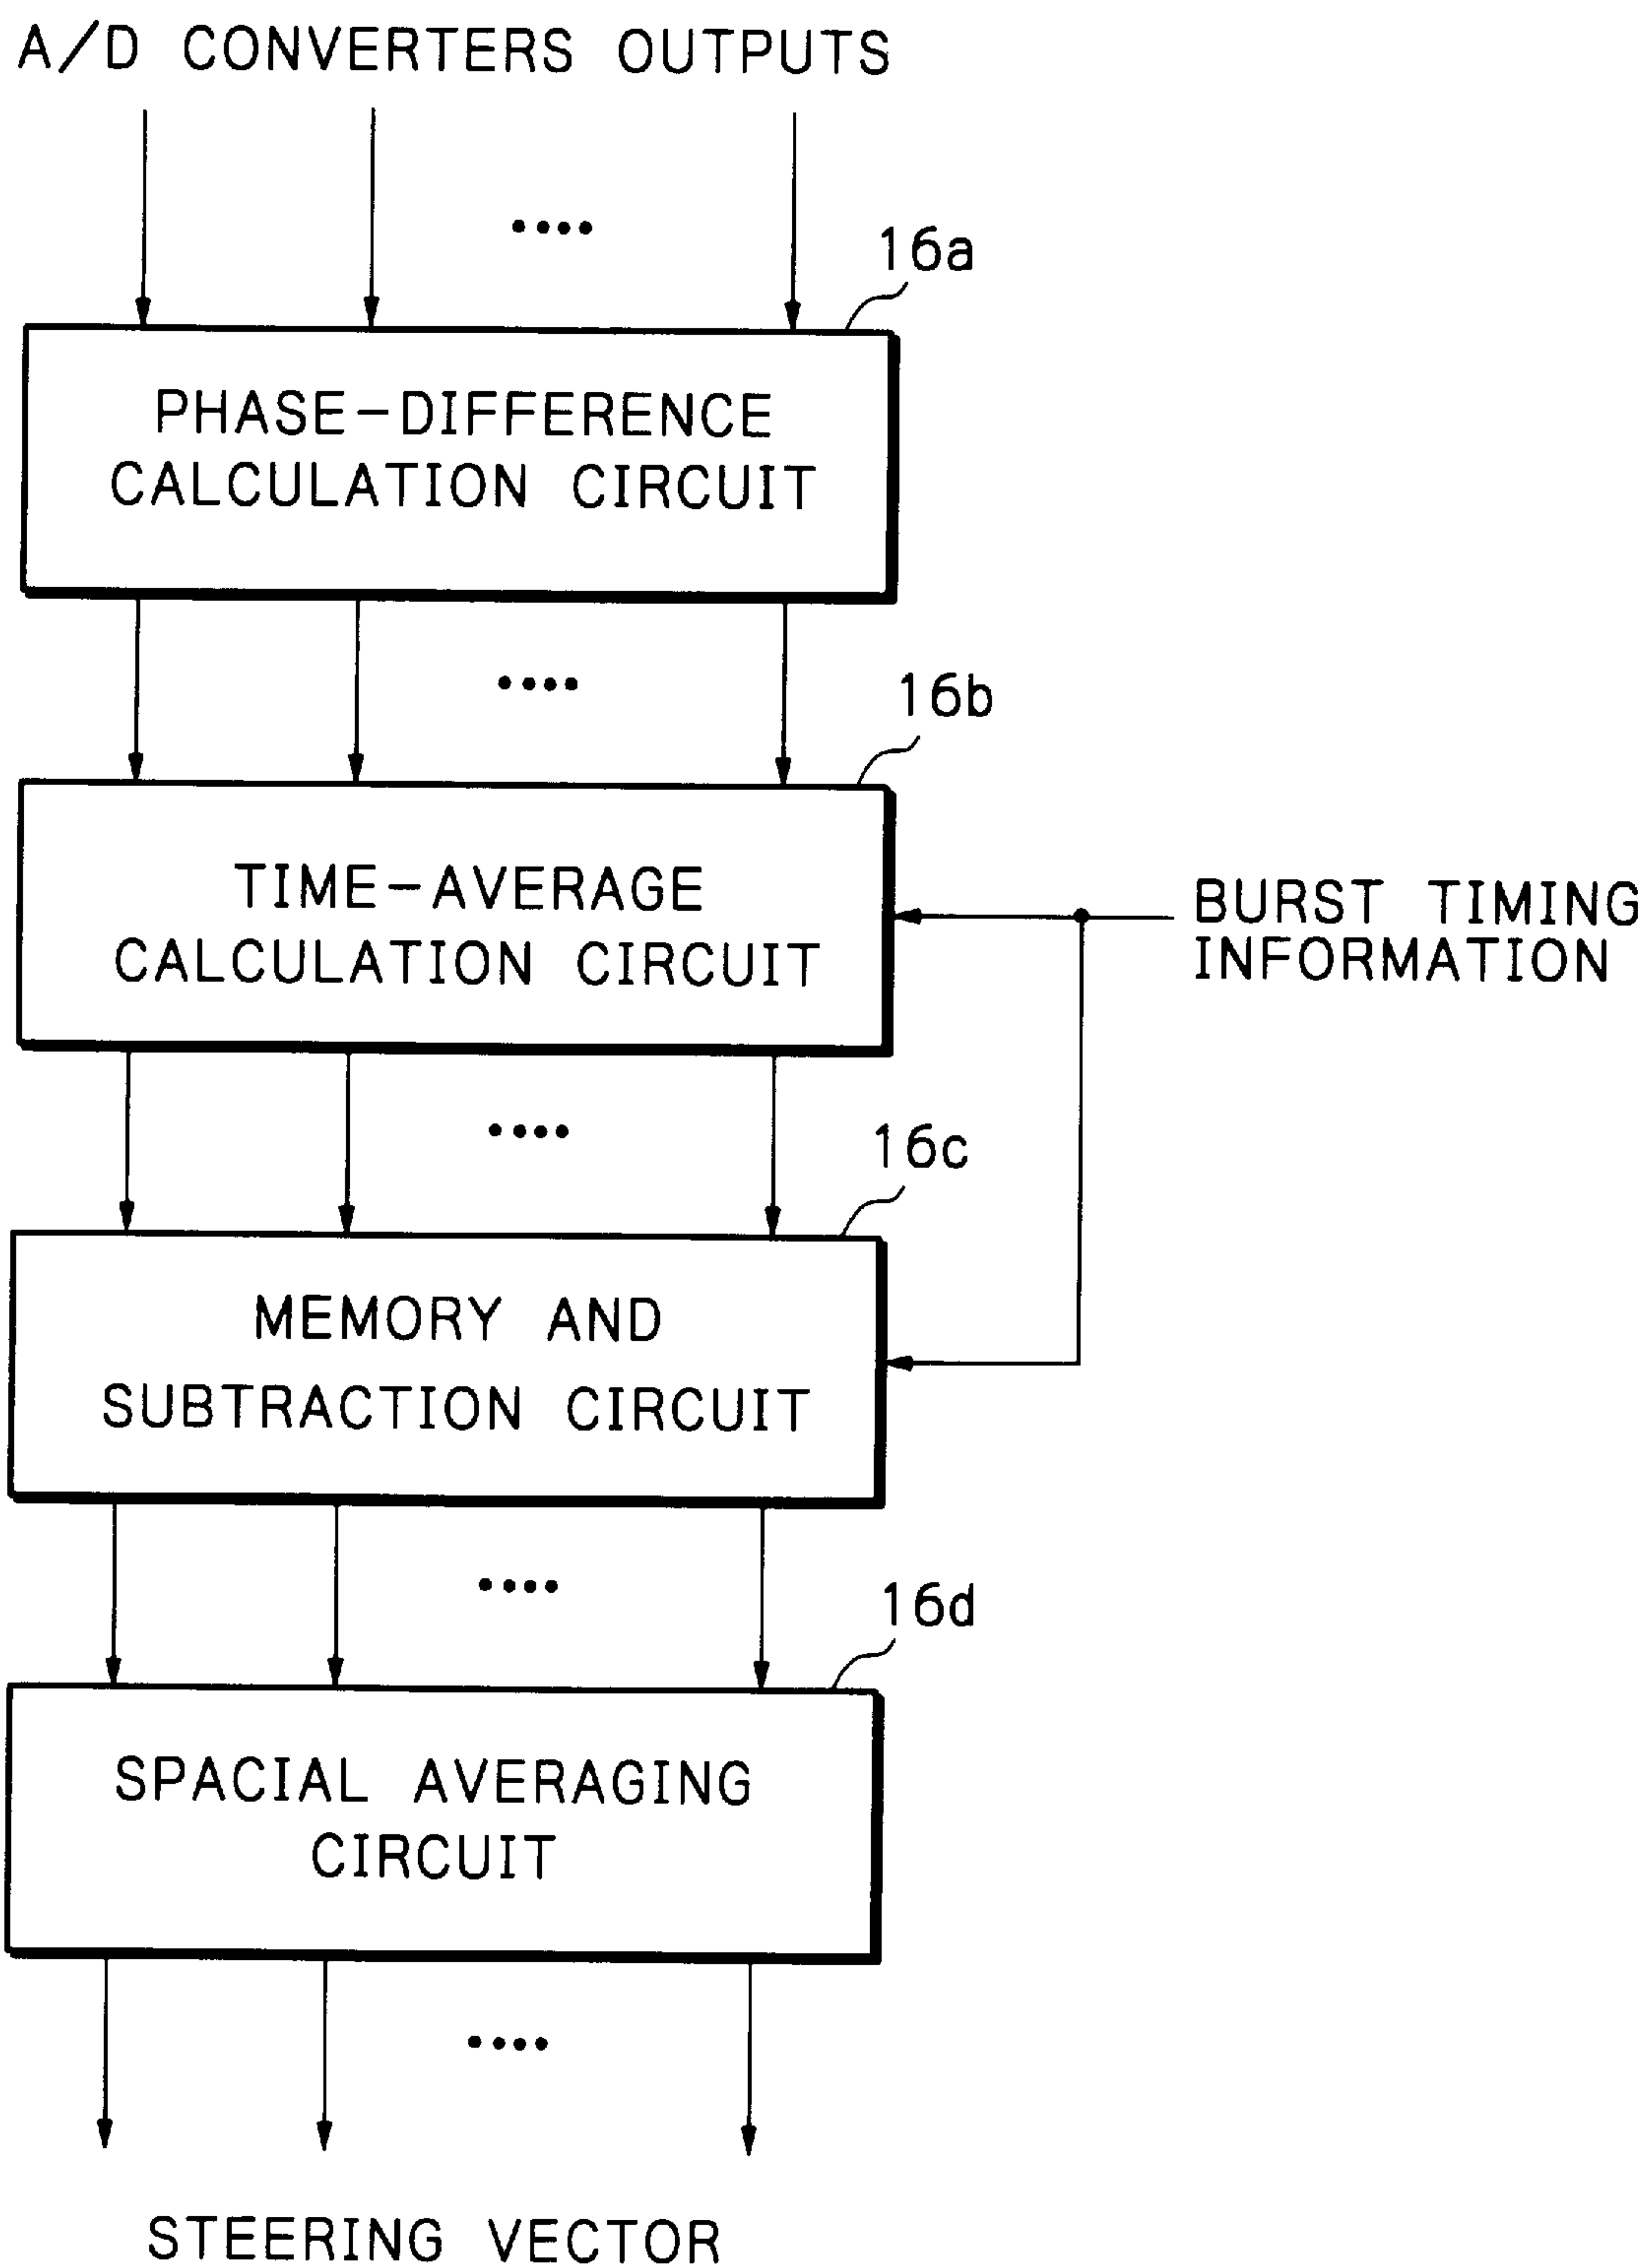 A/D CONVERTERS OUTPUTS
16a
PHASE-DIFFERENCE
CALCULATION CIRCUIT
16b
TIME-AVERAGE
CALCULATION CIRCUIT
BURST TIMING
INFORMATION
16c
MEMORY AND
SUBTRACTION CIRCUIT
16d
SPACIAL AVERAGING
CIRCUIT
STEERING VECTOR